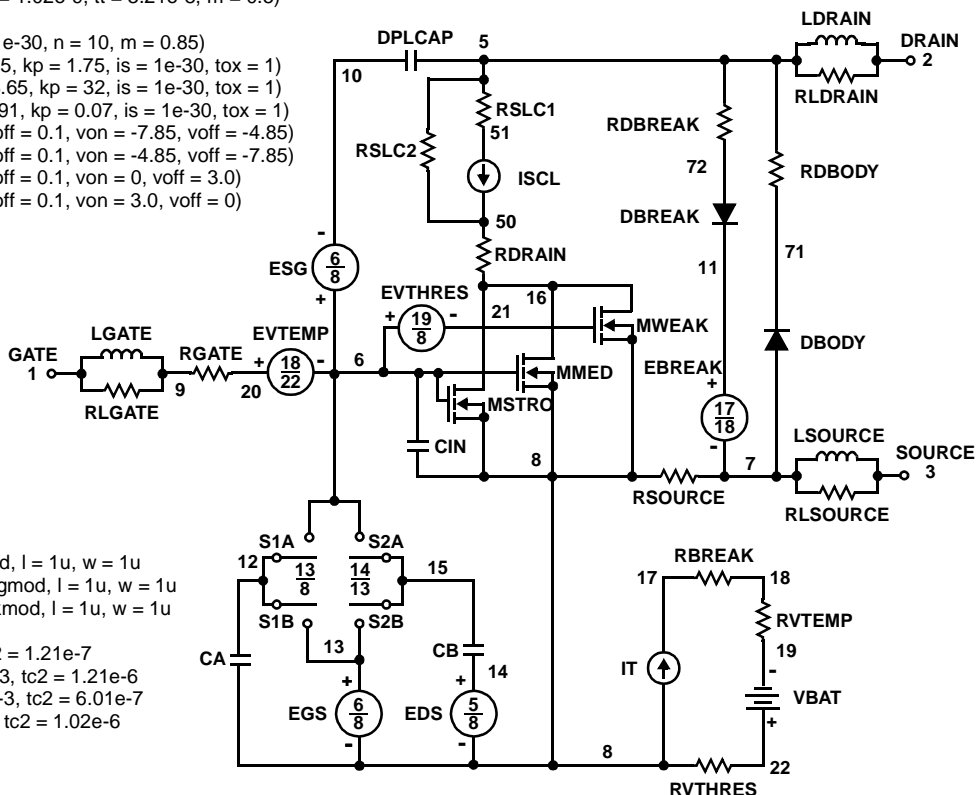 = 1.02e-9, tt = 3.21e-8, m = 0.5)
e-30, n = 10, m = 0.85)
5, kp = 1.75, is = 1e-30, tox = 1)
.65, kp = 32, is = 1e-30, tox = 1)
91, kp = 0.07, is = 1e-30, tox = 1)
off = 0.1, von = -7.85, voff = -4.85)
off = 0.1, von = -4.85, voff = -7.85)
off = 0.1, von = 0, voff = 3.0)
off = 0.1, von = 3.0, voff = 0)
LDRAIN
DPLCAP 5
DRAIN
2
10
RLDRAIN
RSLC1
51
RDBREAK
RSLC2
72
ISCL
RDBODY
50
DBREAK
RDRAIN
71
11
ESG 6
8
EVTHRES
19
8
21
16
MWEAK
LGATE
EVTEMP
GATE
1
RGATE
18
22
6
MMED
EBREAK
DBODY
9
20
MSTRO
RLGATE
17
18
LSOURCE
CIN
8
SOURCE
3
7
RSOURCE
RLSOURCE
S1A
S2A
12
13
8
14
13
15
S1B
S2B
13
CA
CB
14
EGS 6
8
EDS 5
8
RBREAK
17
18
RVTEMP
19
IT
VBAT
8
22
RVTHRES
d, l = 1u, w = 1u
gmod, l = 1u, w = 1u
kmod, l = 1u, w = 1u
2 = 1.21e-7
3, tc2 = 1.21e-6
-3, tc2 = 6.01e-7
tc2 = 1.02e-6